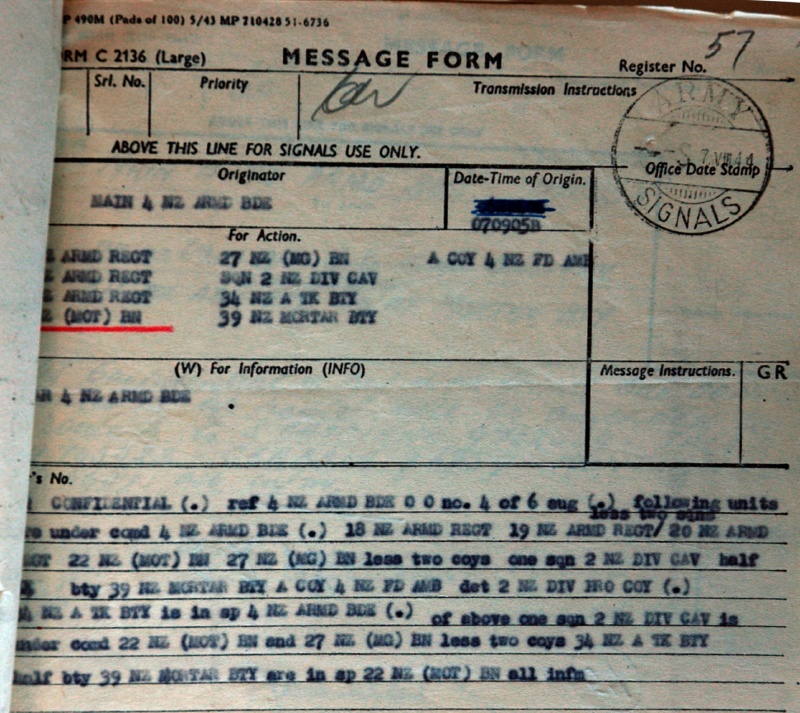 P 490M (Pads of 100) 5/43 MP 710428 51-6736
RM C 2136 (Large) MESSAGE FORM Register No. 57
Srl. No. Priority Transmission Instructions
ARMY
7 VIII 44
SIGNALS
ABOVE THIS LINE FOR SIGNALS USE ONLY.
Office Date Stamp
Originator Date-Time of Origin.
MAIN 4 NZ ARMD BDE
070905B
For Action.
Z ARMD REGT 27 NZ (MG) BN A COY 4 NZ FD AMB
Z ARMD REGT SQN 2 NZ DIV CAV
Z ARMD REGT 34 NZ A TK BTY
Z (MOT) BN 39 NZ MORTAR BTY
(W) For Information (INFO) Message Instructions. GR
R 4 NZ ARMD BDE
's No.
CONFIDENTIAL (.) ref 4 NZ ARMD BDE O O no. 4 of 6 aug (.) following units
less two sqns
re under comd 4 NZ ARMD BDE (.) 18 NZ ARMD REGT 19 NZ ARMD REGT/ 20 NZ ARMD
GT 22 NZ (MOT) BN 27 NZ (MG) BN less two coys one sqn 2 NZ DIV CAV half
bty 39 NZ MORTAR BTY A COY 4 NZ FD AMB det 2 NZ DIV PRO COY (.)
34 NZ A TK BTY is in sp 4 NZ ARMD BDE (.) of above one sqn 2 NZ DIV CAV is
under comd 22 NZ (MOT) BN and 27 NZ (MG) BN less two coys 34 NZ A TK BTY
half bty 39 NZ MORTAR BTY are in sp 22 NZ (MOT) BN all infm